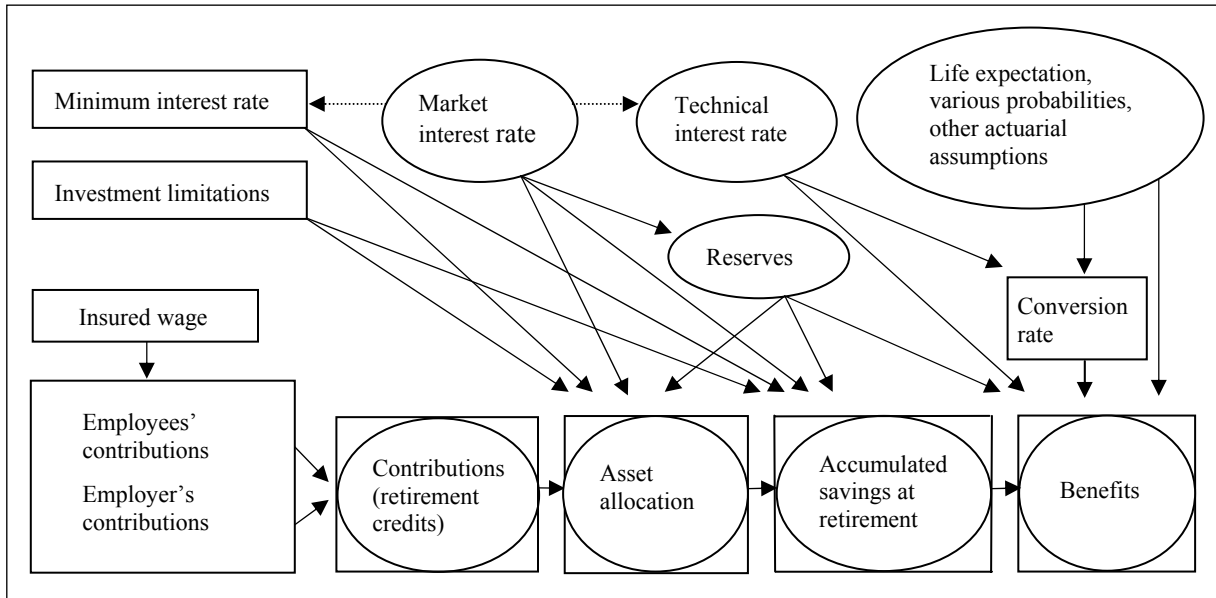 Minimum interest rate
Market
interest rate
Technical
interest rate
Life expectation,
various probabilities,
other actuarial
assumptions
Investment limitations
Reserves
Insured wage
Conversion
rate
Employees'
contributions
Employer's
contributions
Contributions
(retirement
credits)
Asset
allocation
Accumulated
savings at
retirement
Benefits